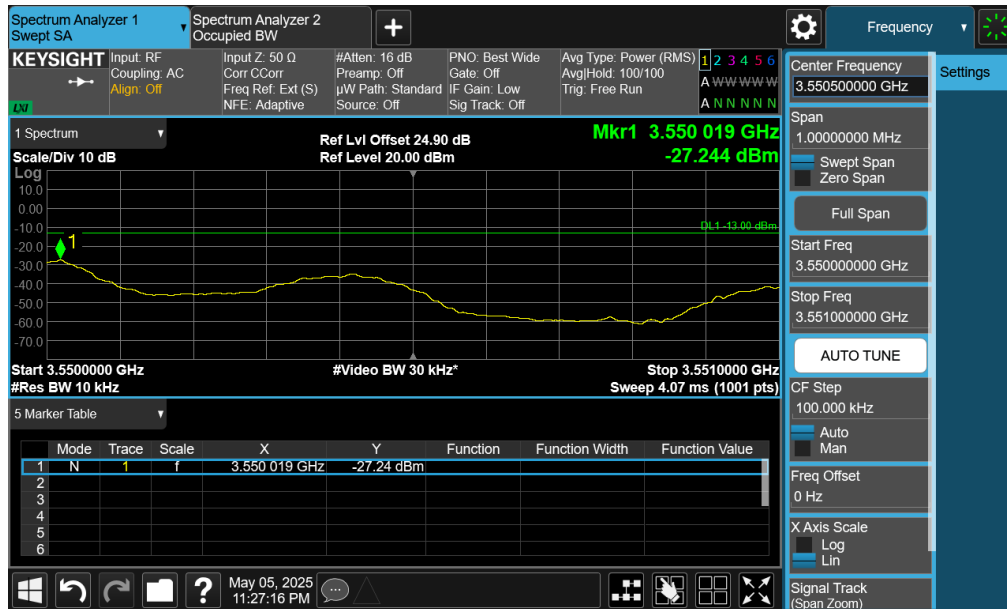 Spectrum Analyzer 1
Swept SA
Spectrum Analyzer 2
Occupied BW
Frequency
KEYSIGHT
LXI
Input: RF
Coupling: AC
Align: Off
Input Z: 50 Ω
Corr CCorr
Freq Ref: Ext (S)
NFE: Adaptive
#Atten: 16 dB
Preamp: Off
µW Path: Standard
Source: Off
PNO: Best Wide
Gate: Off
IF Gain: Low
Sig Track: Off
Avg Type: Power (RMS)
Avg|Hold: 100/100
Trig: Free Run
1 2 3 4 5 6
A W W W W W
A N N N N N
1 Spectrum
Scale/Div 10 dB
Ref Lvl Offset 24.90 dB
Ref Level 20.00 dBm
Mkr1 3.550 019 GHz
-27.244 dBm
Log
10.0
0.00
-10.0
-20.0
-30.0
-40.0
-50.0
-60.0
-70.0
1
DL1 -13.00 dBm
Start 3.5500000 GHz
#Video BW 30 kHz*
Stop 3.5510000 GHz
#Res BW 10 kHz
Sweep 4.07 ms (1001 pts)
5 Marker Table
Mode Trace Scale X Y Function Function Width Function Value
1 N 1 f 3.550 019 GHz -27.24 dBm
2
3
4
5
6
Center Frequency
3.550500000 GHz
Settings
Span
1.00000000 MHz
Swept Span
Zero Span
Full Span
Start Freq
3.550000000 GHz
Stop Freq
3.551000000 GHz
AUTO TUNE
CF Step
100.000 kHz
Auto
Man
Freq Offset
0 Hz
X Axis Scale
Log
Lin
Signal Track
(Span Zoom)
May 05, 2025
11:27:16 PM